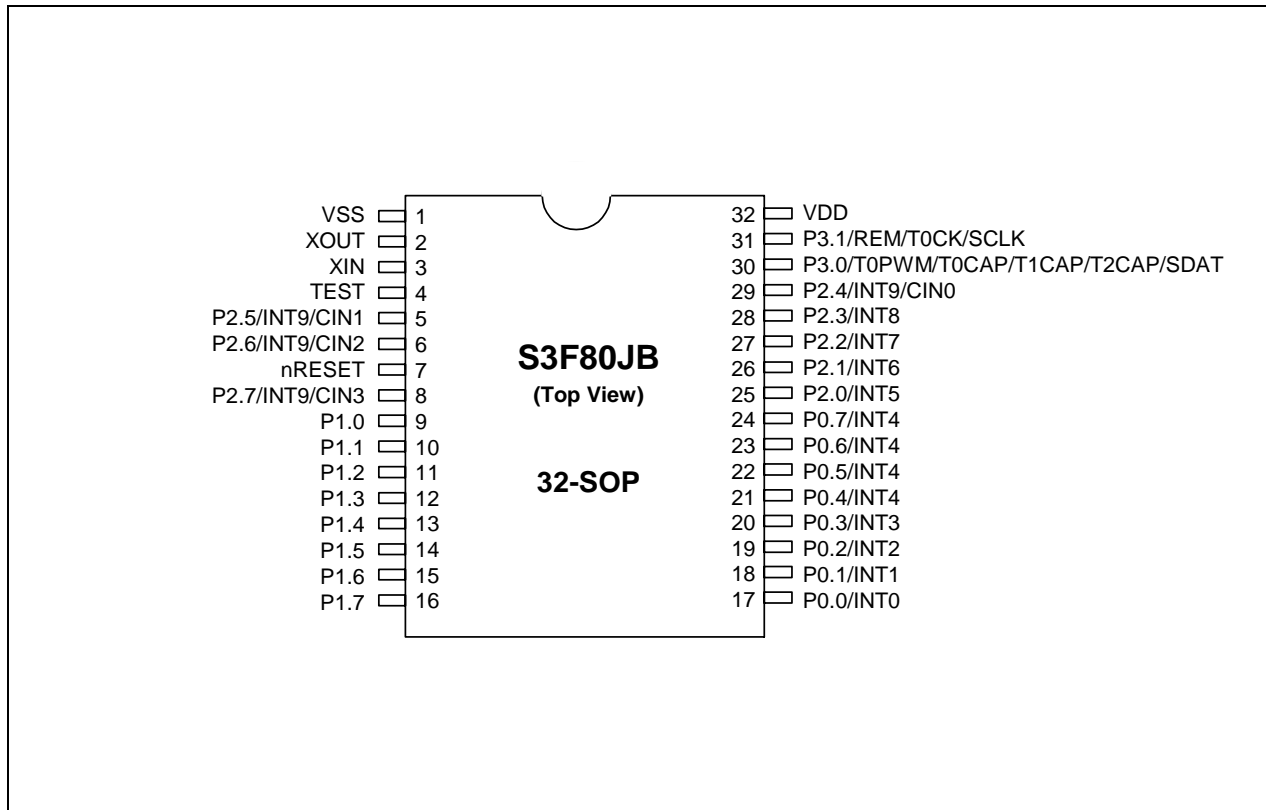 VSS 1
XOUT 2
XIN 3
TEST 4
P2.5/INT9/CIN1 5
P2.6/INT9/CIN2 6
nRESET 7
P2.7/INT9/CIN3 8
P1.0 9
P1.1 10
P1.2 11
P1.3 12
P1.4 13
P1.5 14
P1.6 15
P1.7 16
S3F80JB
(Top View)
32-SOP
32 VDD
31 P3.1/REM/T0CK/SCLK
30 P3.0/T0PWM/T0CAP/T1CAP/T2CAP/SDAT
29 P2.4/INT9/CIN0
28 P2.3/INT8
27 P2.2/INT7
26 P2.1/INT6
25 P2.0/INT5
24 P0.7/INT4
23 P0.6/INT4
22 P0.5/INT4
21 P0.4/INT4
20 P0.3/INT3
19 P0.2/INT2
18 P0.1/INT1
17 P0.0/INT0